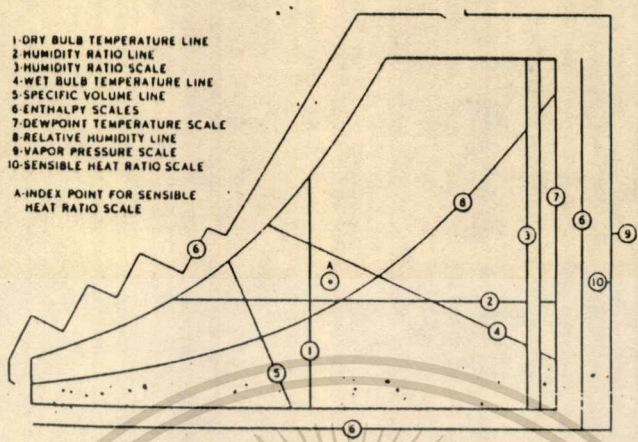 1-DRY BULB TEMPERATURE LINE
2-HUMIDITY RATIO LINE
3-HUMIDITY RATIO SCALE
4-WET BULB TEMPERATURE LINE
5-SPECIFIC VOLUME LINE
6-ENTHALPY SCALES
7-DEWPOINT TEMPERATURE SCALE
8-RELATIVE HUMIDITY LINE
9-VAPOR PRESSURE SCALE
10-SENSIBLE HEAT RATIO SCALE
A-INDEX POINT FOR SENSIBLE
HEAT RATIO SCALE
8
7
6
3
9
6
A
10
2
4
1
5
6